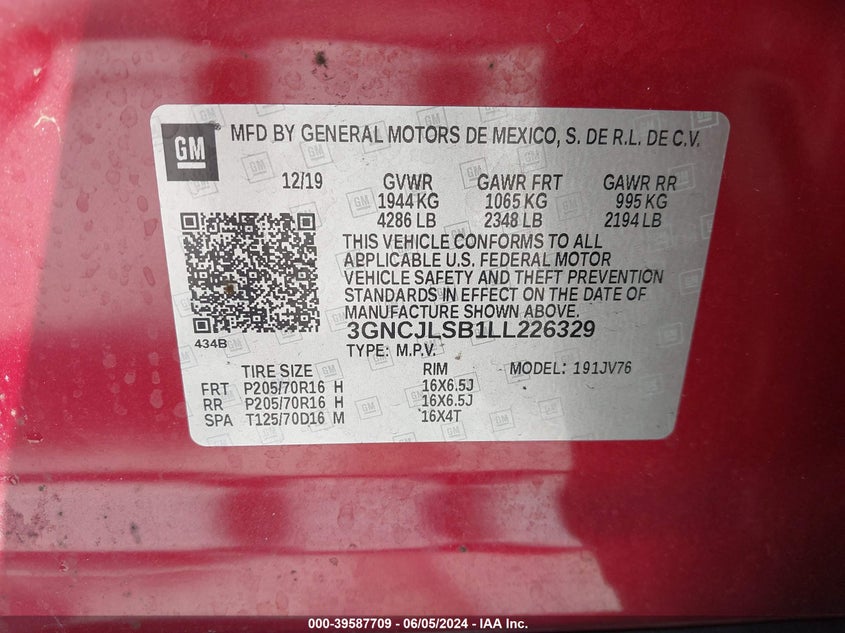 GM MFD BY GENERAL MOTORS DE MEXICO, S. DE R.L. DE C.V.
12/19 GVWR GAWR FRT GAWR RR
1944 KG 1065 KG 995 KG
4286 LB 2348 LB 2194 LB
THIS VEHICLE CONFORMS TO ALL
APPLICABLE U.S. FEDERAL MOTOR
VEHICLE SAFETY AND THEFT PREVENTION
STANDARDS IN EFFECT ON THE DATE OF
MANUFACTURE SHOWN ABOVE.
434B 3GNCJLSB1LL226329
TYPE: M.P.V.
TIRE SIZE RIM MODEL: 191JV76
FRT P205/70R16 H 16X6.5J
RR P205/70R16 H 16X6.5J
SPA T125/70D16 M 16X4T
000-39587709 - 06/05/2024 - IAA Inc.